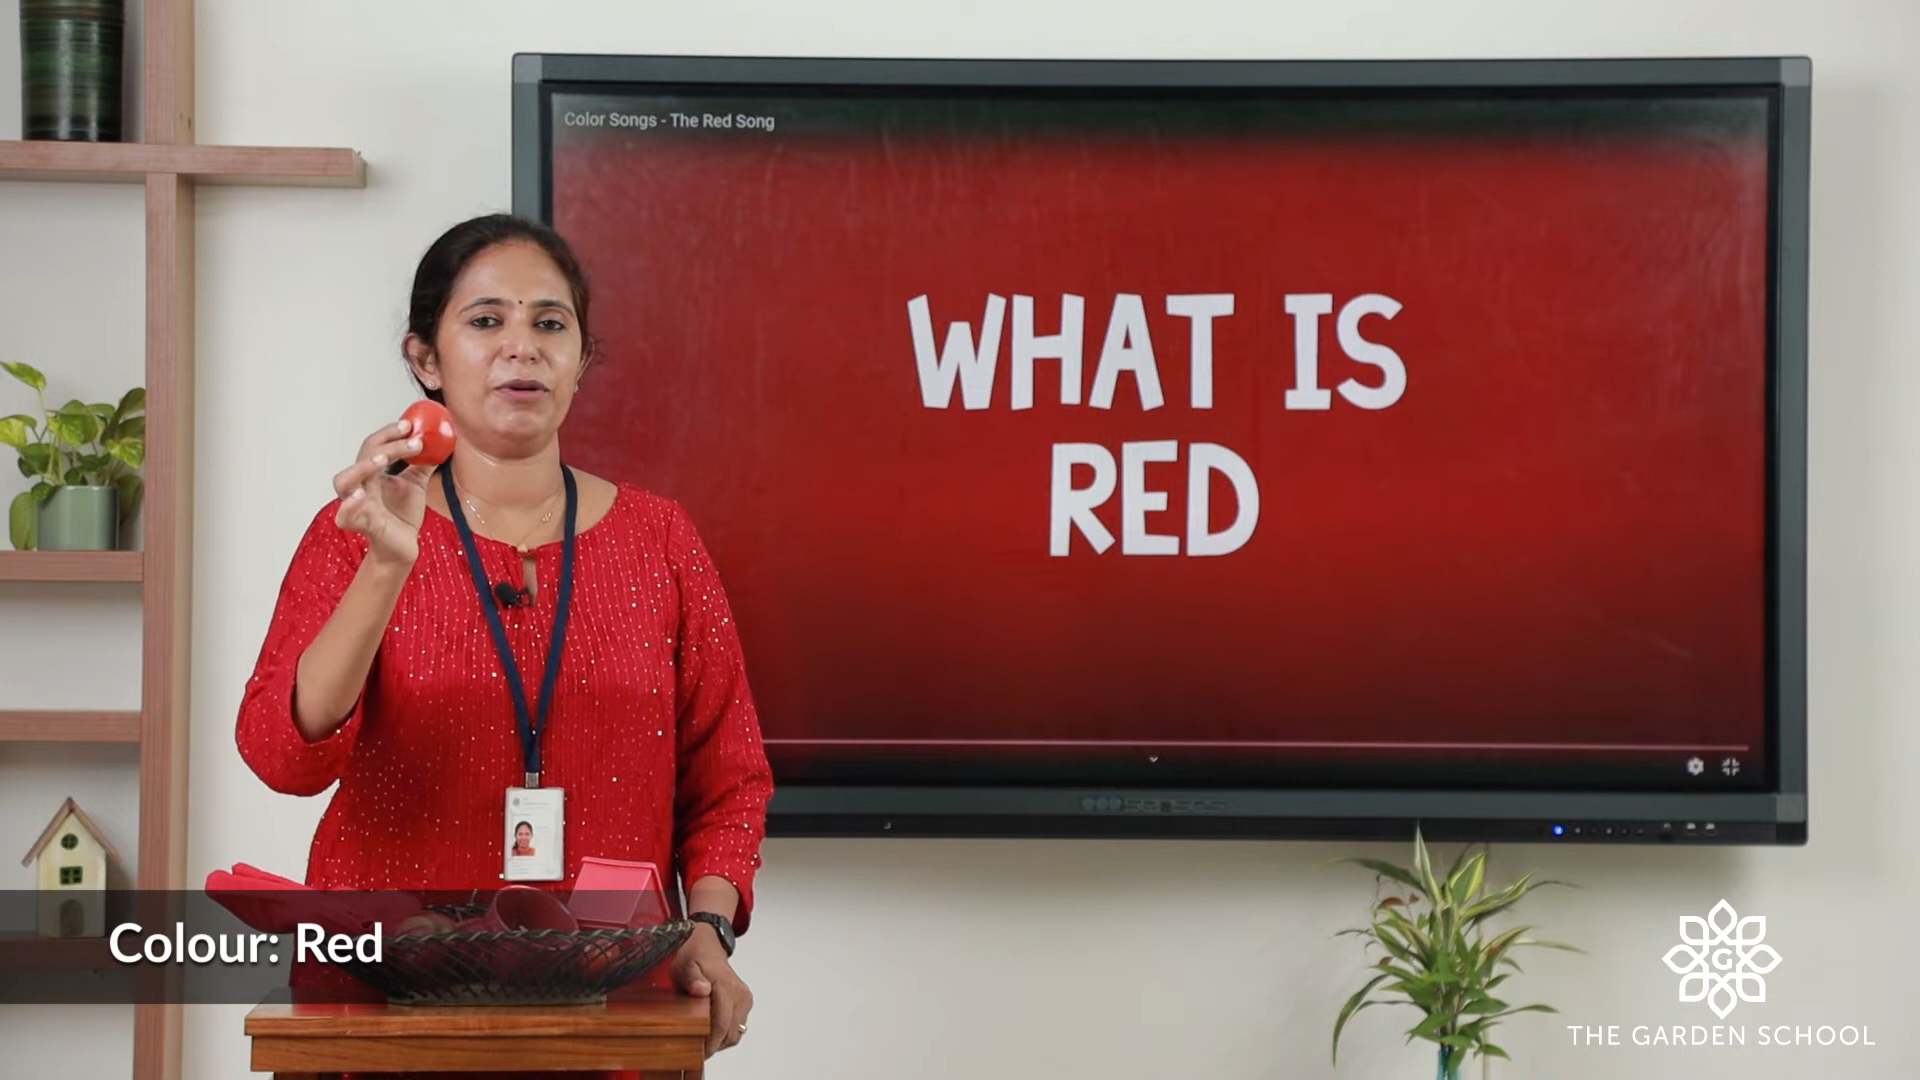 Color Songs - The Red Song
WHAT IS
RED
Colour: Red
G
THE GARDEN SCHOOL